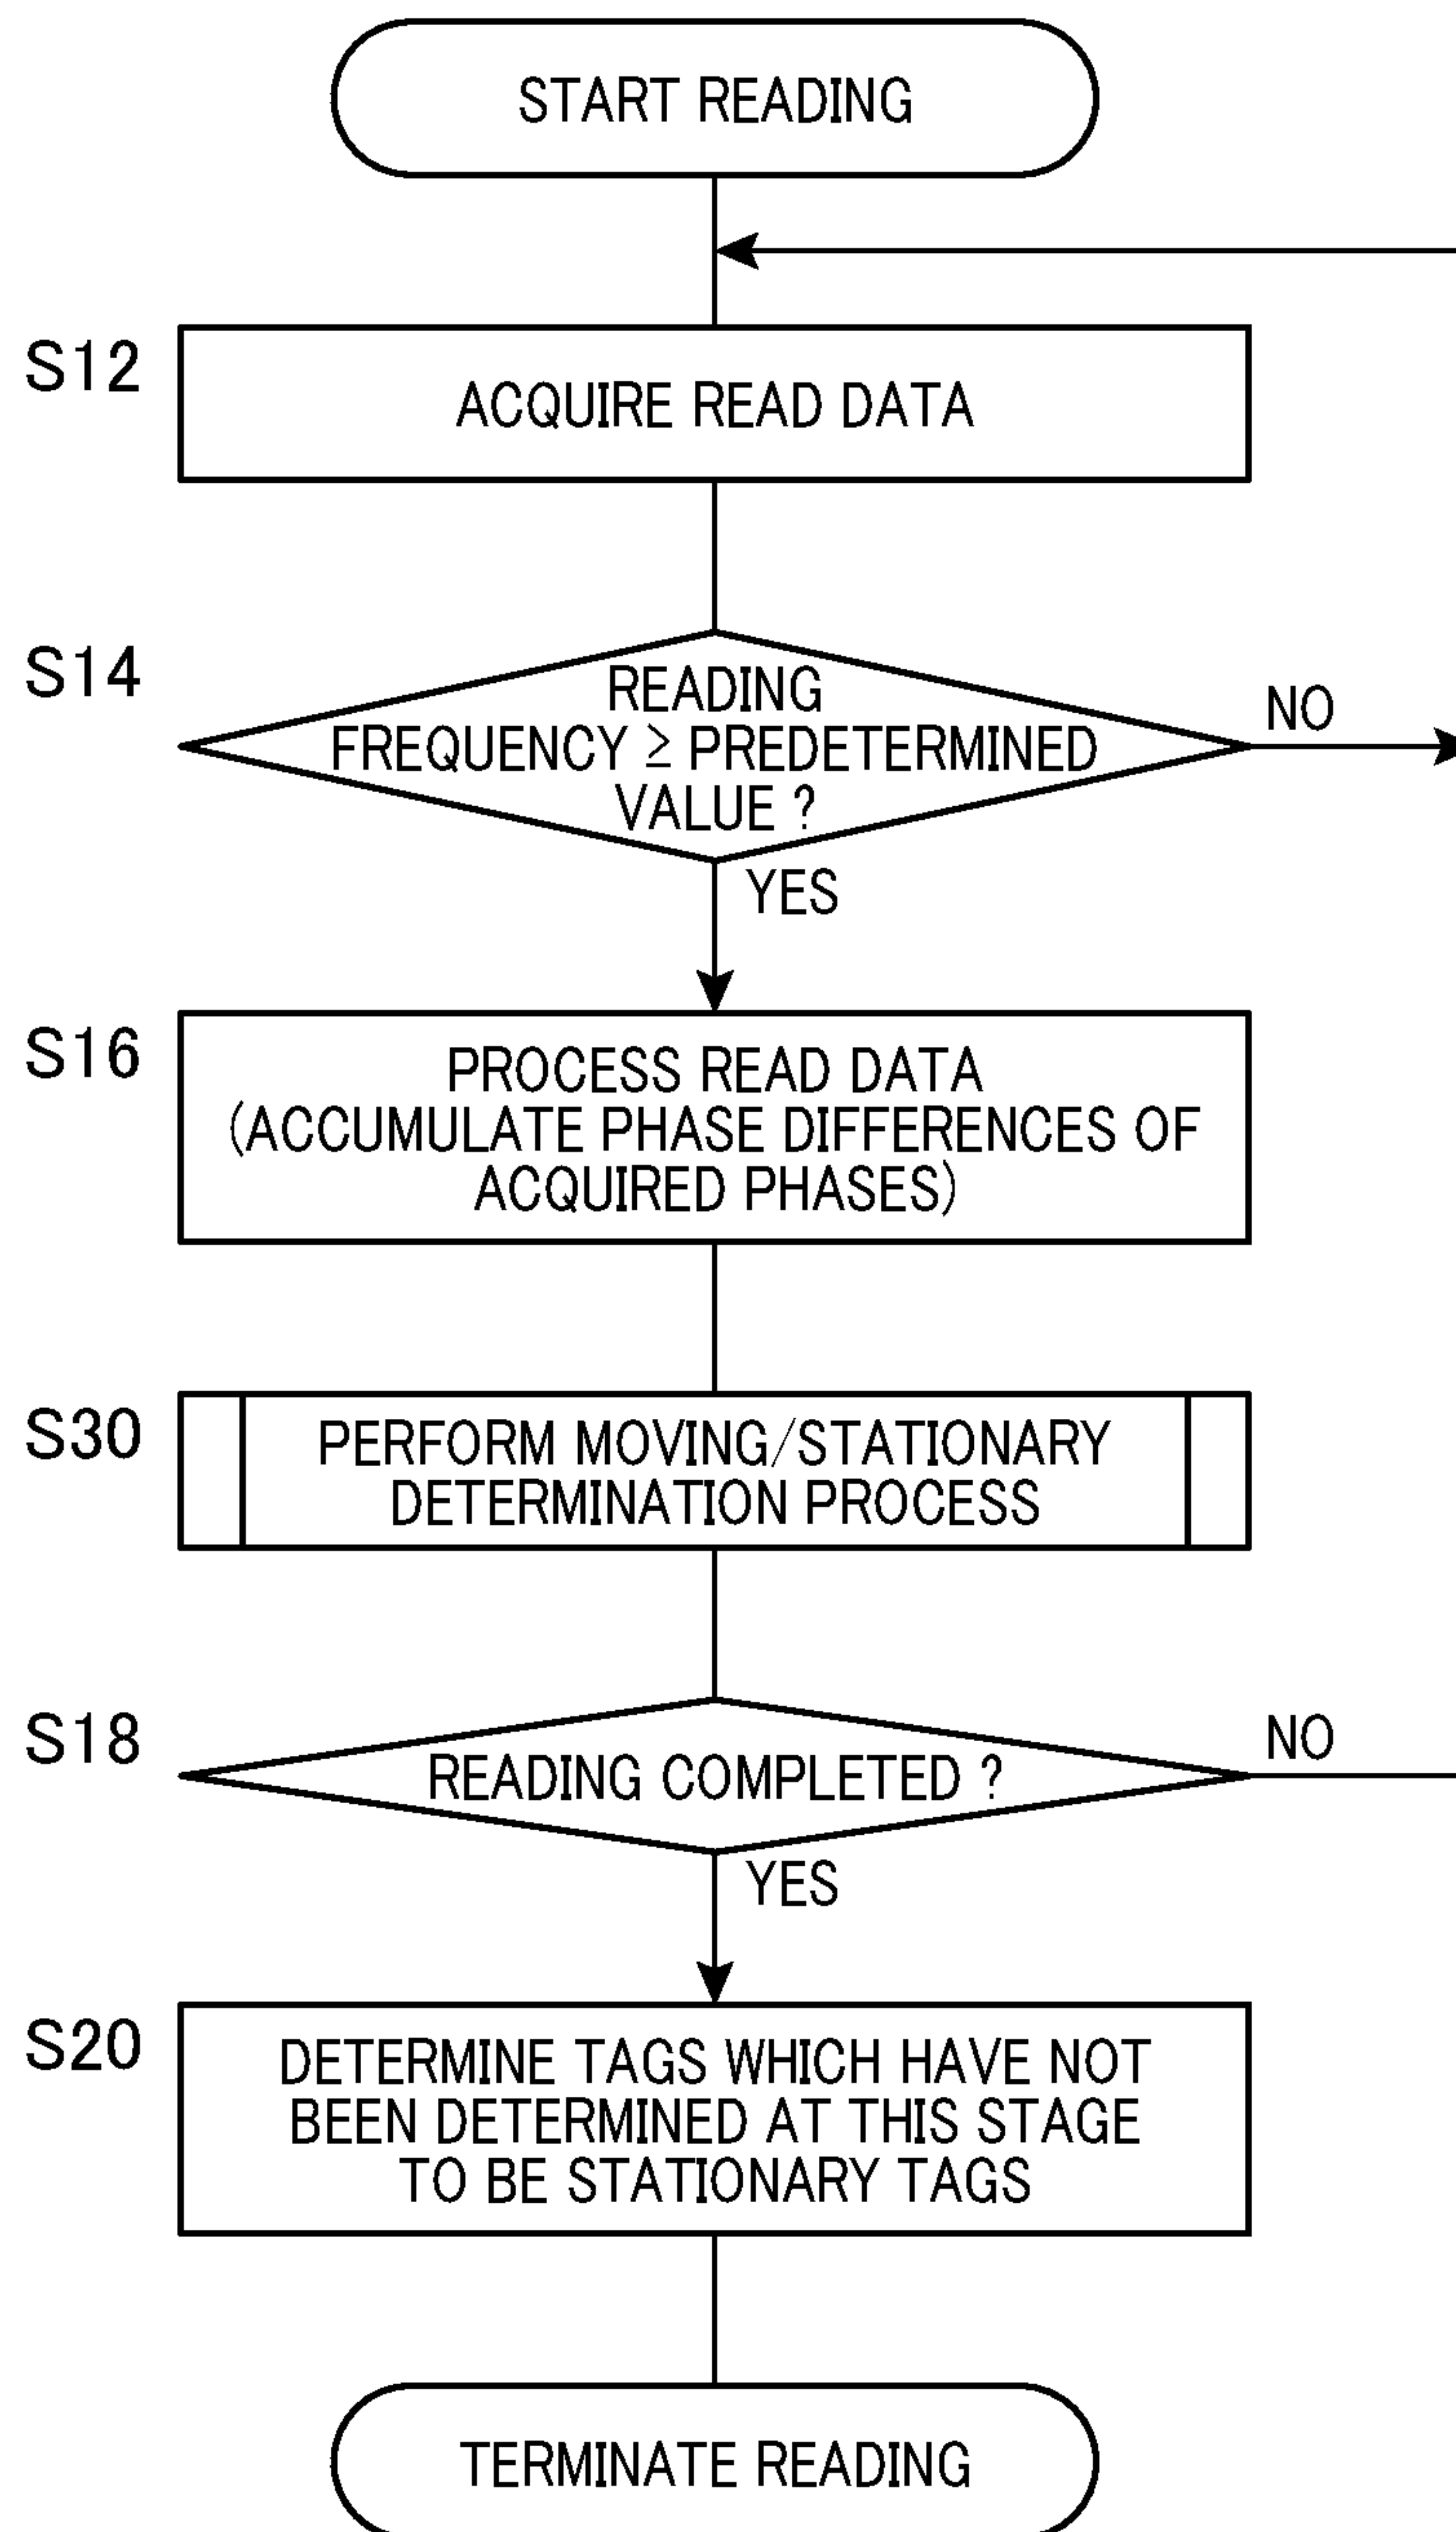 START READING
S12
ACQUIRE READ DATA
S14
READING
FREQUENCY ≥ PREDETERMINED
VALUE ?
NO
YES
S16
PROCESS READ DATA
(ACCUMULATE PHASE DIFFERENCES OF
ACQUIRED PHASES)
S30
PERFORM MOVING/STATIONARY
DETERMINATION PROCESS
S18
READING COMPLETED ?
NO
YES
S20
DETERMINE TAGS WHICH HAVE NOT
BEEN DETERMINED AT THIS STAGE
TO BE STATIONARY TAGS
TERMINATE READING